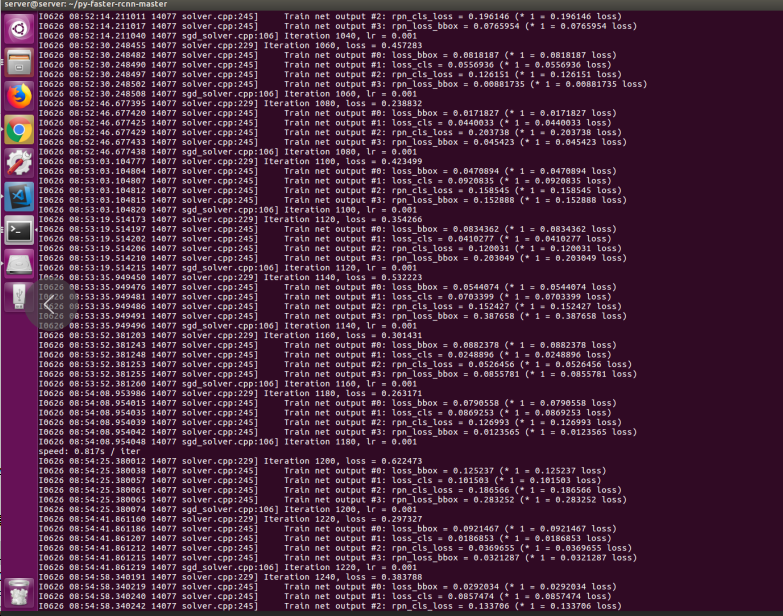 server@server: ~/py-faster-rcnn-master
I0626 08:52:14.211011 14077 solver.cpp:245]     Train net output #2: rpn_cls_loss = 0.196146 (* 1 = 0.196146 loss)
I0626 08:52:14.211017 14077 solver.cpp:245]     Train net output #3: rpn_loss_bbox = 0.0765954 (* 1 = 0.0765954 loss)
I0626 08:52:14.211040 14077 sgd_solver.cpp:106] Iteration 1040, lr = 0.001
I0626 08:52:30.248455 14077 solver.cpp:229] Iteration 1060, loss = 0.457283
I0626 08:52:30.248482 14077 solver.cpp:245]     Train net output #0: loss_bbox = 0.0818187 (* 1 = 0.0818187 loss)
I0626 08:52:30.248490 14077 solver.cpp:245]     Train net output #1: loss_cls = 0.0556936 (* 1 = 0.0556936 loss)
I0626 08:52:30.248497 14077 solver.cpp:245]     Train net output #2: rpn_cls_loss = 0.126151 (* 1 = 0.126151 loss)
I0626 08:52:30.248502 14077 solver.cpp:245]     Train net output #3: rpn_loss_bbox = 0.00881735 (* 1 = 0.00881735 loss)
I0626 08:52:30.248508 14077 sgd_solver.cpp:106] Iteration 1060, lr = 0.001
I0626 08:52:46.677395 14077 solver.cpp:229] Iteration 1080, loss = 0.238832
I0626 08:52:46.677420 14077 solver.cpp:245]     Train net output #0: loss_bbox = 0.0171827 (* 1 = 0.0171827 loss)
I0626 08:52:46.677425 14077 solver.cpp:245]     Train net output #1: loss_cls = 0.0440033 (* 1 = 0.0440033 loss)
I0626 08:52:46.677429 14077 solver.cpp:245]     Train net output #2: rpn_cls_loss = 0.203738 (* 1 = 0.203738 loss)
I0626 08:52:46.677433 14077 solver.cpp:245]     Train net output #3: rpn_loss_bbox = 0.045423 (* 1 = 0.045423 loss)
I0626 08:52:46.677438 14077 sgd_solver.cpp:106] Iteration 1080, lr = 0.001
I0626 08:53:03.104777 14077 solver.cpp:229] Iteration 1100, loss = 0.423499
I0626 08:53:03.104804 14077 solver.cpp:245]     Train net output #0: loss_bbox = 0.0470894 (* 1 = 0.0470894 loss)
I0626 08:53:03.104807 14077 solver.cpp:245]     Train net output #1: loss_cls = 0.0920835 (* 1 = 0.0920835 loss)
I0626 08:53:03.104812 14077 solver.cpp:245]     Train net output #2: rpn_cls_loss = 0.158545 (* 1 = 0.158545 loss)
I0626 08:53:03.104815 14077 solver.cpp:245]     Train net output #3: rpn_loss_bbox = 0.152888 (* 1 = 0.152888 loss)
I0626 08:53:03.104820 14077 sgd_solver.cpp:106] Iteration 1100, lr = 0.001
I0626 08:53:19.514173 14077 solver.cpp:229] Iteration 1120, loss = 0.354266
I0626 08:53:19.514197 14077 solver.cpp:245]     Train net output #0: loss_bbox = 0.0834362 (* 1 = 0.0834362 loss)
I0626 08:53:19.514202 14077 solver.cpp:245]     Train net output #1: loss_cls = 0.0410277 (* 1 = 0.0410277 loss)
I0626 08:53:19.514206 14077 solver.cpp:245]     Train net output #2: rpn_cls_loss = 0.120031 (* 1 = 0.120031 loss)
I0626 08:53:19.514210 14077 solver.cpp:245]     Train net output #3: rpn_loss_bbox = 0.203049 (* 1 = 0.203049 loss)
I0626 08:53:19.514215 14077 sgd_solver.cpp:106] Iteration 1120, lr = 0.001
I0626 08:53:35.949450 14077 solver.cpp:229] Iteration 1140, loss = 0.532223
I0626 08:53:35.949476 14077 solver.cpp:245]     Train net output #0: loss_bbox = 0.0544074 (* 1 = 0.0544074 loss)
I0626 08:53:35.949481 14077 solver.cpp:245]     Train net output #1: loss_cls = 0.0703399 (* 1 = 0.0703399 loss)
I0626 08:53:35.949486 14077 solver.cpp:245]     Train net output #2: rpn_cls_loss = 0.152427 (* 1 = 0.152427 loss)
I0626 08:53:35.949491 14077 solver.cpp:245]     Train net output #3: rpn_loss_bbox = 0.387658 (* 1 = 0.387658 loss)
I0626 08:53:35.949496 14077 sgd_solver.cpp:106] Iteration 1140, lr = 0.001
I0626 08:53:52.381203 14077 solver.cpp:229] Iteration 1160, loss = 0.301431
I0626 08:53:52.381243 14077 solver.cpp:245]     Train net output #0: loss_bbox = 0.0882378 (* 1 = 0.0882378 loss)
I0626 08:53:52.381248 14077 solver.cpp:245]     Train net output #1: loss_cls = 0.0248896 (* 1 = 0.0248896 loss)
I0626 08:53:52.381253 14077 solver.cpp:245]     Train net output #2: rpn_cls_loss = 0.0526456 (* 1 = 0.0526456 loss)
I0626 08:53:52.381255 14077 solver.cpp:245]     Train net output #3: rpn_loss_bbox = 0.0855781 (* 1 = 0.0855781 loss)
I0626 08:53:52.381260 14077 sgd_solver.cpp:106] Iteration 1160, lr = 0.001
I0626 08:54:08.953986 14077 solver.cpp:229] Iteration 1180, loss = 0.263171
I0626 08:54:08.954015 14077 solver.cpp:245]     Train net output #0: loss_bbox = 0.0790558 (* 1 = 0.0790558 loss)
I0626 08:54:08.954035 14077 solver.cpp:245]     Train net output #1: loss_cls = 0.0869253 (* 1 = 0.0869253 loss)
I0626 08:54:08.954039 14077 solver.cpp:245]     Train net output #2: rpn_cls_loss = 0.126993 (* 1 = 0.126993 loss)
I0626 08:54:08.954042 14077 solver.cpp:245]     Train net output #3: rpn_loss_bbox = 0.0123565 (* 1 = 0.0123565 loss)
I0626 08:54:08.954048 14077 sgd_solver.cpp:106] Iteration 1180, lr = 0.001
speed: 0.817s / iter
I0626 08:54:25.380012 14077 solver.cpp:229] Iteration 1200, loss = 0.622473
I0626 08:54:25.380038 14077 solver.cpp:245]     Train net output #0: loss_bbox = 0.125237 (* 1 = 0.125237 loss)
I0626 08:54:25.380057 14077 solver.cpp:245]     Train net output #1: loss_cls = 0.101503 (* 1 = 0.101503 loss)
I0626 08:54:25.380061 14077 solver.cpp:245]     Train net output #2: rpn_cls_loss = 0.186566 (* 1 = 0.186566 loss)
I0626 08:54:25.380065 14077 solver.cpp:245]     Train net output #3: rpn_loss_bbox = 0.283252 (* 1 = 0.283252 loss)
I0626 08:54:25.380074 14077 sgd_solver.cpp:106] Iteration 1200, lr = 0.001
I0626 08:54:41.861160 14077 solver.cpp:229] Iteration 1220, loss = 0.297327
I0626 08:54:41.861186 14077 solver.cpp:245]     Train net output #0: loss_bbox = 0.0921467 (* 1 = 0.0921467 loss)
I0626 08:54:41.861207 14077 solver.cpp:245]     Train net output #1: loss_cls = 0.0186853 (* 1 = 0.0186853 loss)
I0626 08:54:41.861212 14077 solver.cpp:245]     Train net output #2: rpn_cls_loss = 0.0369655 (* 1 = 0.0369655 loss)
I0626 08:54:41.861215 14077 solver.cpp:245]     Train net output #3: rpn_loss_bbox = 0.0321287 (* 1 = 0.0321287 loss)
I0626 08:54:41.861219 14077 sgd_solver.cpp:106] Iteration 1220, lr = 0.001
I0626 08:54:58.340191 14077 solver.cpp:229] Iteration 1240, loss = 0.383788
I0626 08:54:58.340219 14077 solver.cpp:245]     Train net output #0: loss_bbox = 0.0292034 (* 1 = 0.0292034 loss)
I0626 08:54:58.340240 14077 solver.cpp:245]     Train net output #1: loss_cls = 0.0857474 (* 1 = 0.0857474 loss)
I0626 08:54:58.340242 14077 solver.cpp:245]     Train net output #2: rpn_cls_loss = 0.133706 (* 1 = 0.133706 loss)